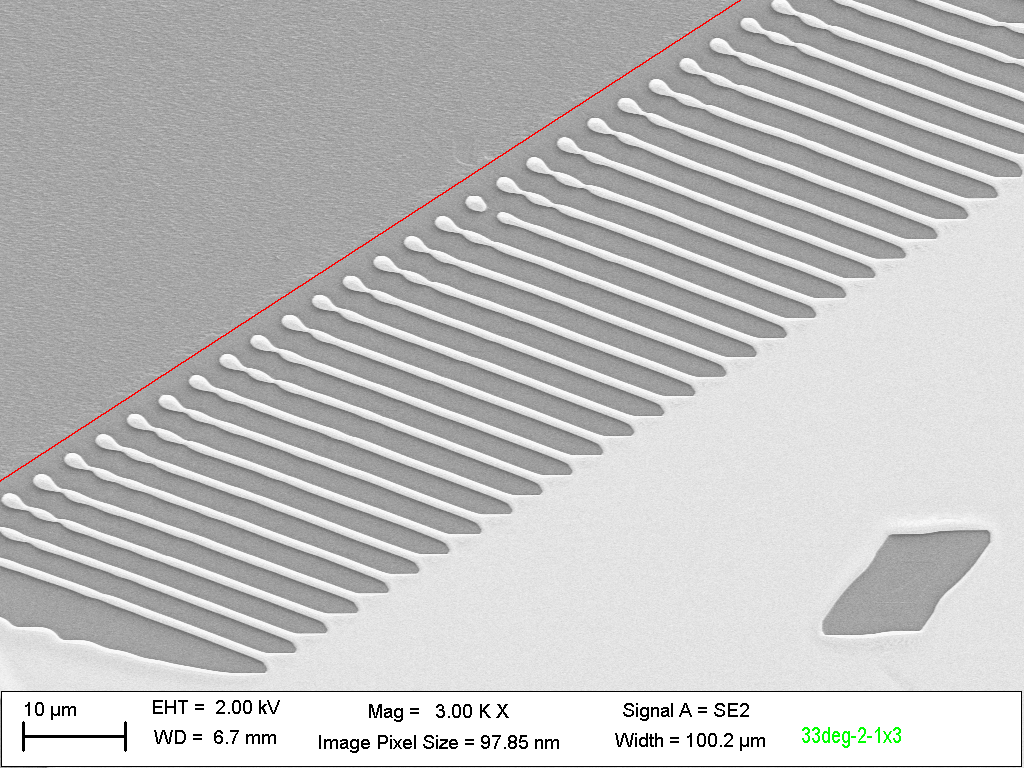 10 µm
EHT = 2.00 kV
Mag = 3.00 K X
Signal A = SE2
WD = 6.7 mm
Image Pixel Size = 97.85 nm
Width = 100.2 µm
33deg-2-1x3